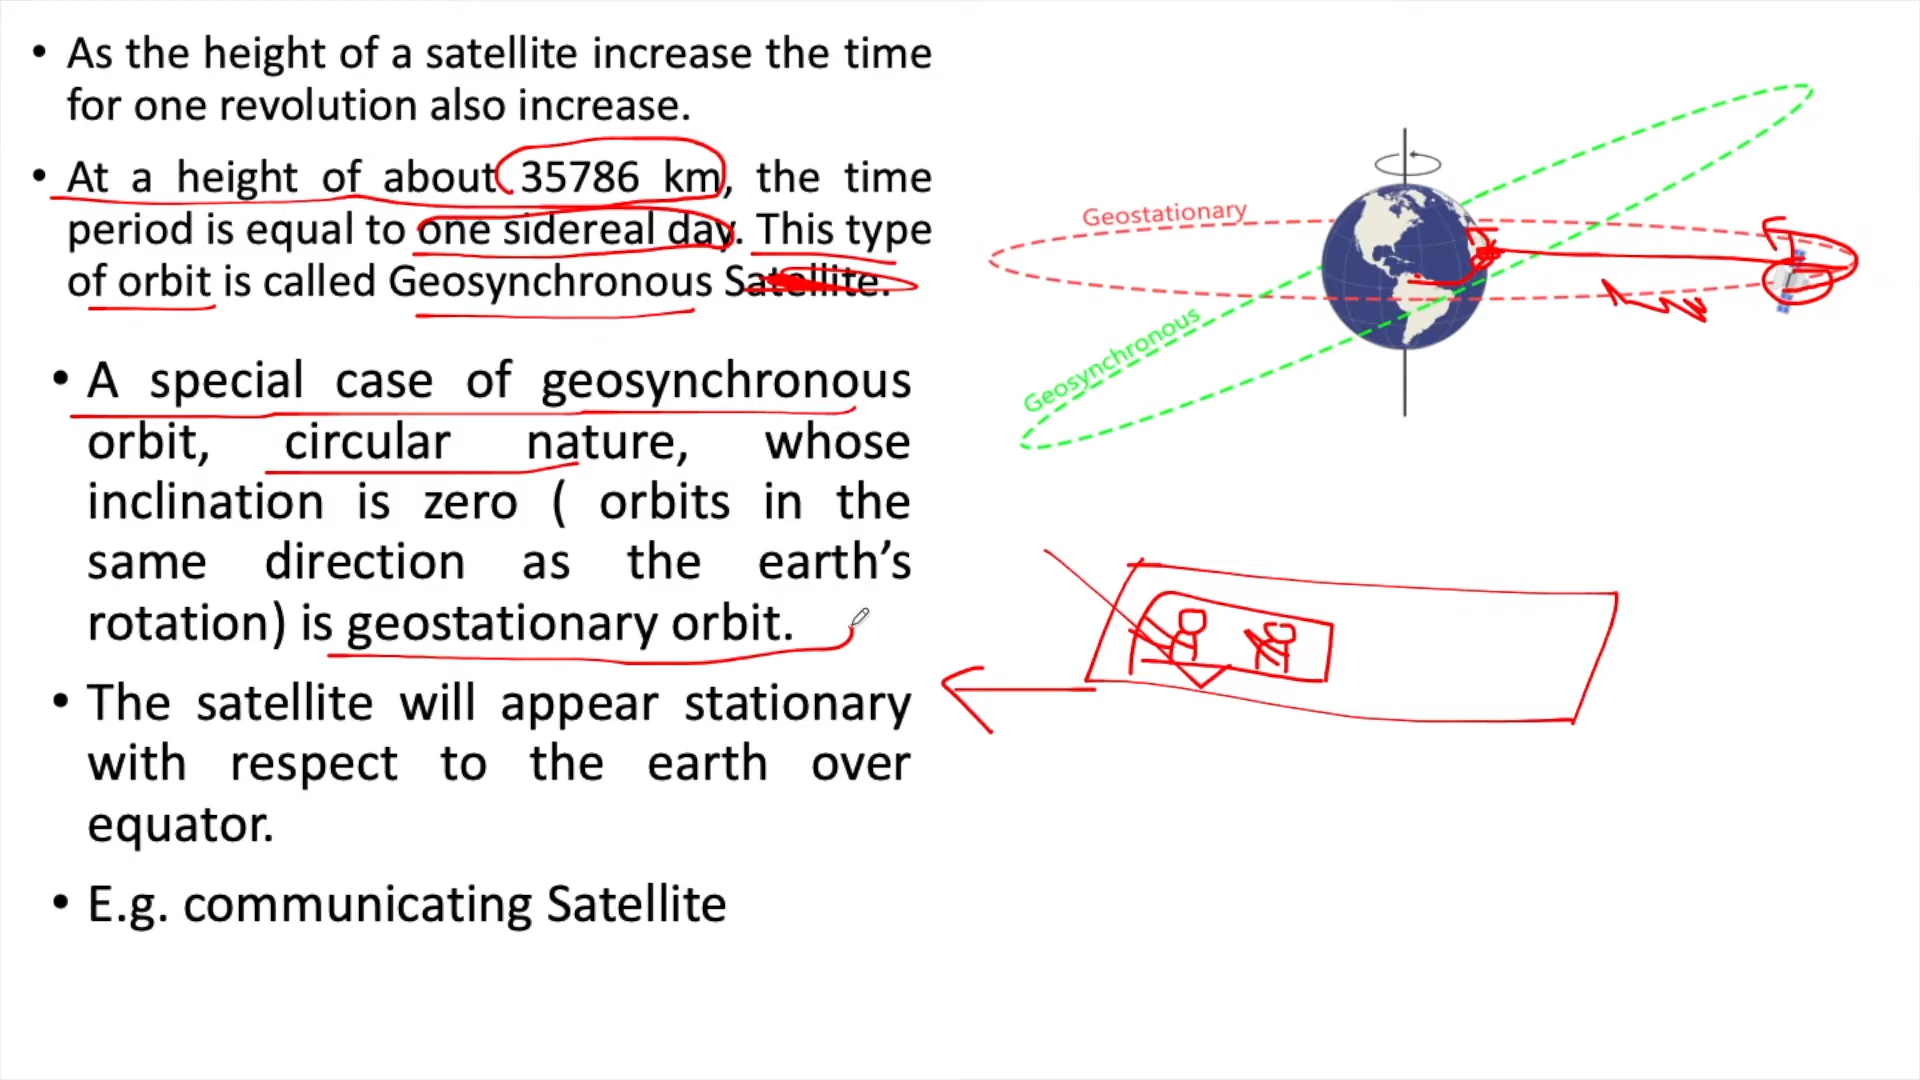 • As the height of a satellite increase the time
for one revolution also increase.
• At a height of about 35786 km, the time
period is equal to one sidereal day. This type
of orbit is called Geosynchronous Satellite.
• A special case of geosynchronous
orbit, circular nature, whose
inclination is zero ( orbits in the
same direction as the earth’s
rotation) is geostationary orbit.
• The satellite will appear stationary
with respect to the earth over
equator.
• E.g. communicating Satellite
Geostationary
Geosynchronous